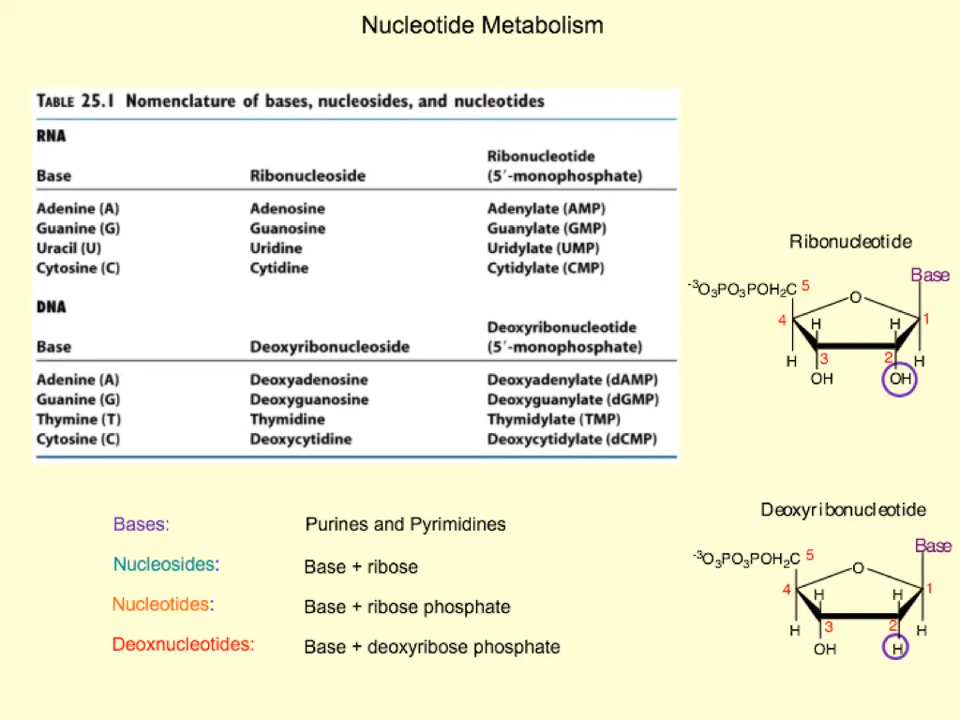 Nucleotide Metabolism
TABLE 25.1 Nomenclature of bases, nucleosides, and nucleotides
RNA
Base Ribonucleoside Ribonucleotide (5′-monophosphate)
Adenine (A) Adenosine Adenylate (AMP)
Guanine (G) Guanosine Guanylate (GMP)
Uracil (U) Uridine Uridylate (UMP)
Cytosine (C) Cytidine Cytidylate (CMP)
DNA
Base Deoxyribonucleoside Deoxyribonucleotide (5′-monophosphate)
Adenine (A) Deoxyadenosine Deoxyadenylate (dAMP)
Guanine (G) Deoxyguanosine Deoxyguanylate (dGMP)
Thymine (T) Thymidine Thymidylate (TMP)
Cytosine (C) Deoxycytidine Deoxycytidylate (dCMP)
Ribonucleotide
Base
-3O3PO3POH2C 5
O
4 H H 1
H 3 2 H
OH OH
Bases: Purines and Pyrimidines
Nucleosides: Base + ribose
Nucleotides: Base + ribose phosphate
Deoxnucleotides: Base + deoxyribose phosphate
Deoxyribonucleotide
Base
-3O3PO3POH2C 5
O
4 H H 1
H 3 2 H
OH H